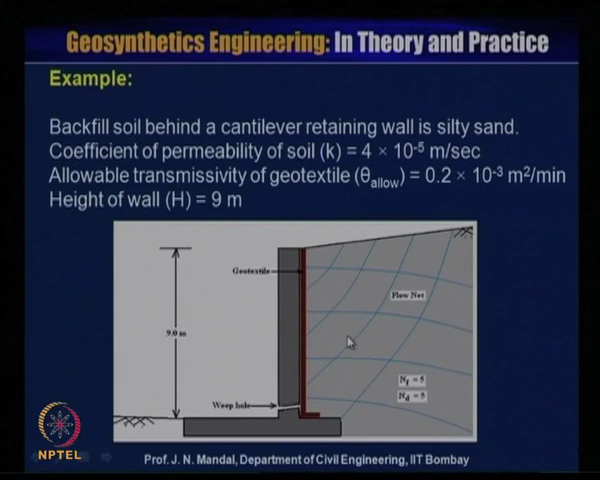 Geosynthetics Engineering: In Theory and Practice
Example:
Backfill soil behind a cantilever retaining wall is silty sand.
Coefficient of permeability of soil (k) = 4 × 10⁻⁵ m/sec
Allowable transmissivity of geotextile (θallow) = 0.2 × 10⁻³ m²/min
Height of wall (H) = 9 m
Geotextile
Flow Net
9.0 m
Nf = 5
Nd = 5
Weep hole
NPTEL
Prof. J. N. Mandal, Department of Civil Engineering, IIT Bombay